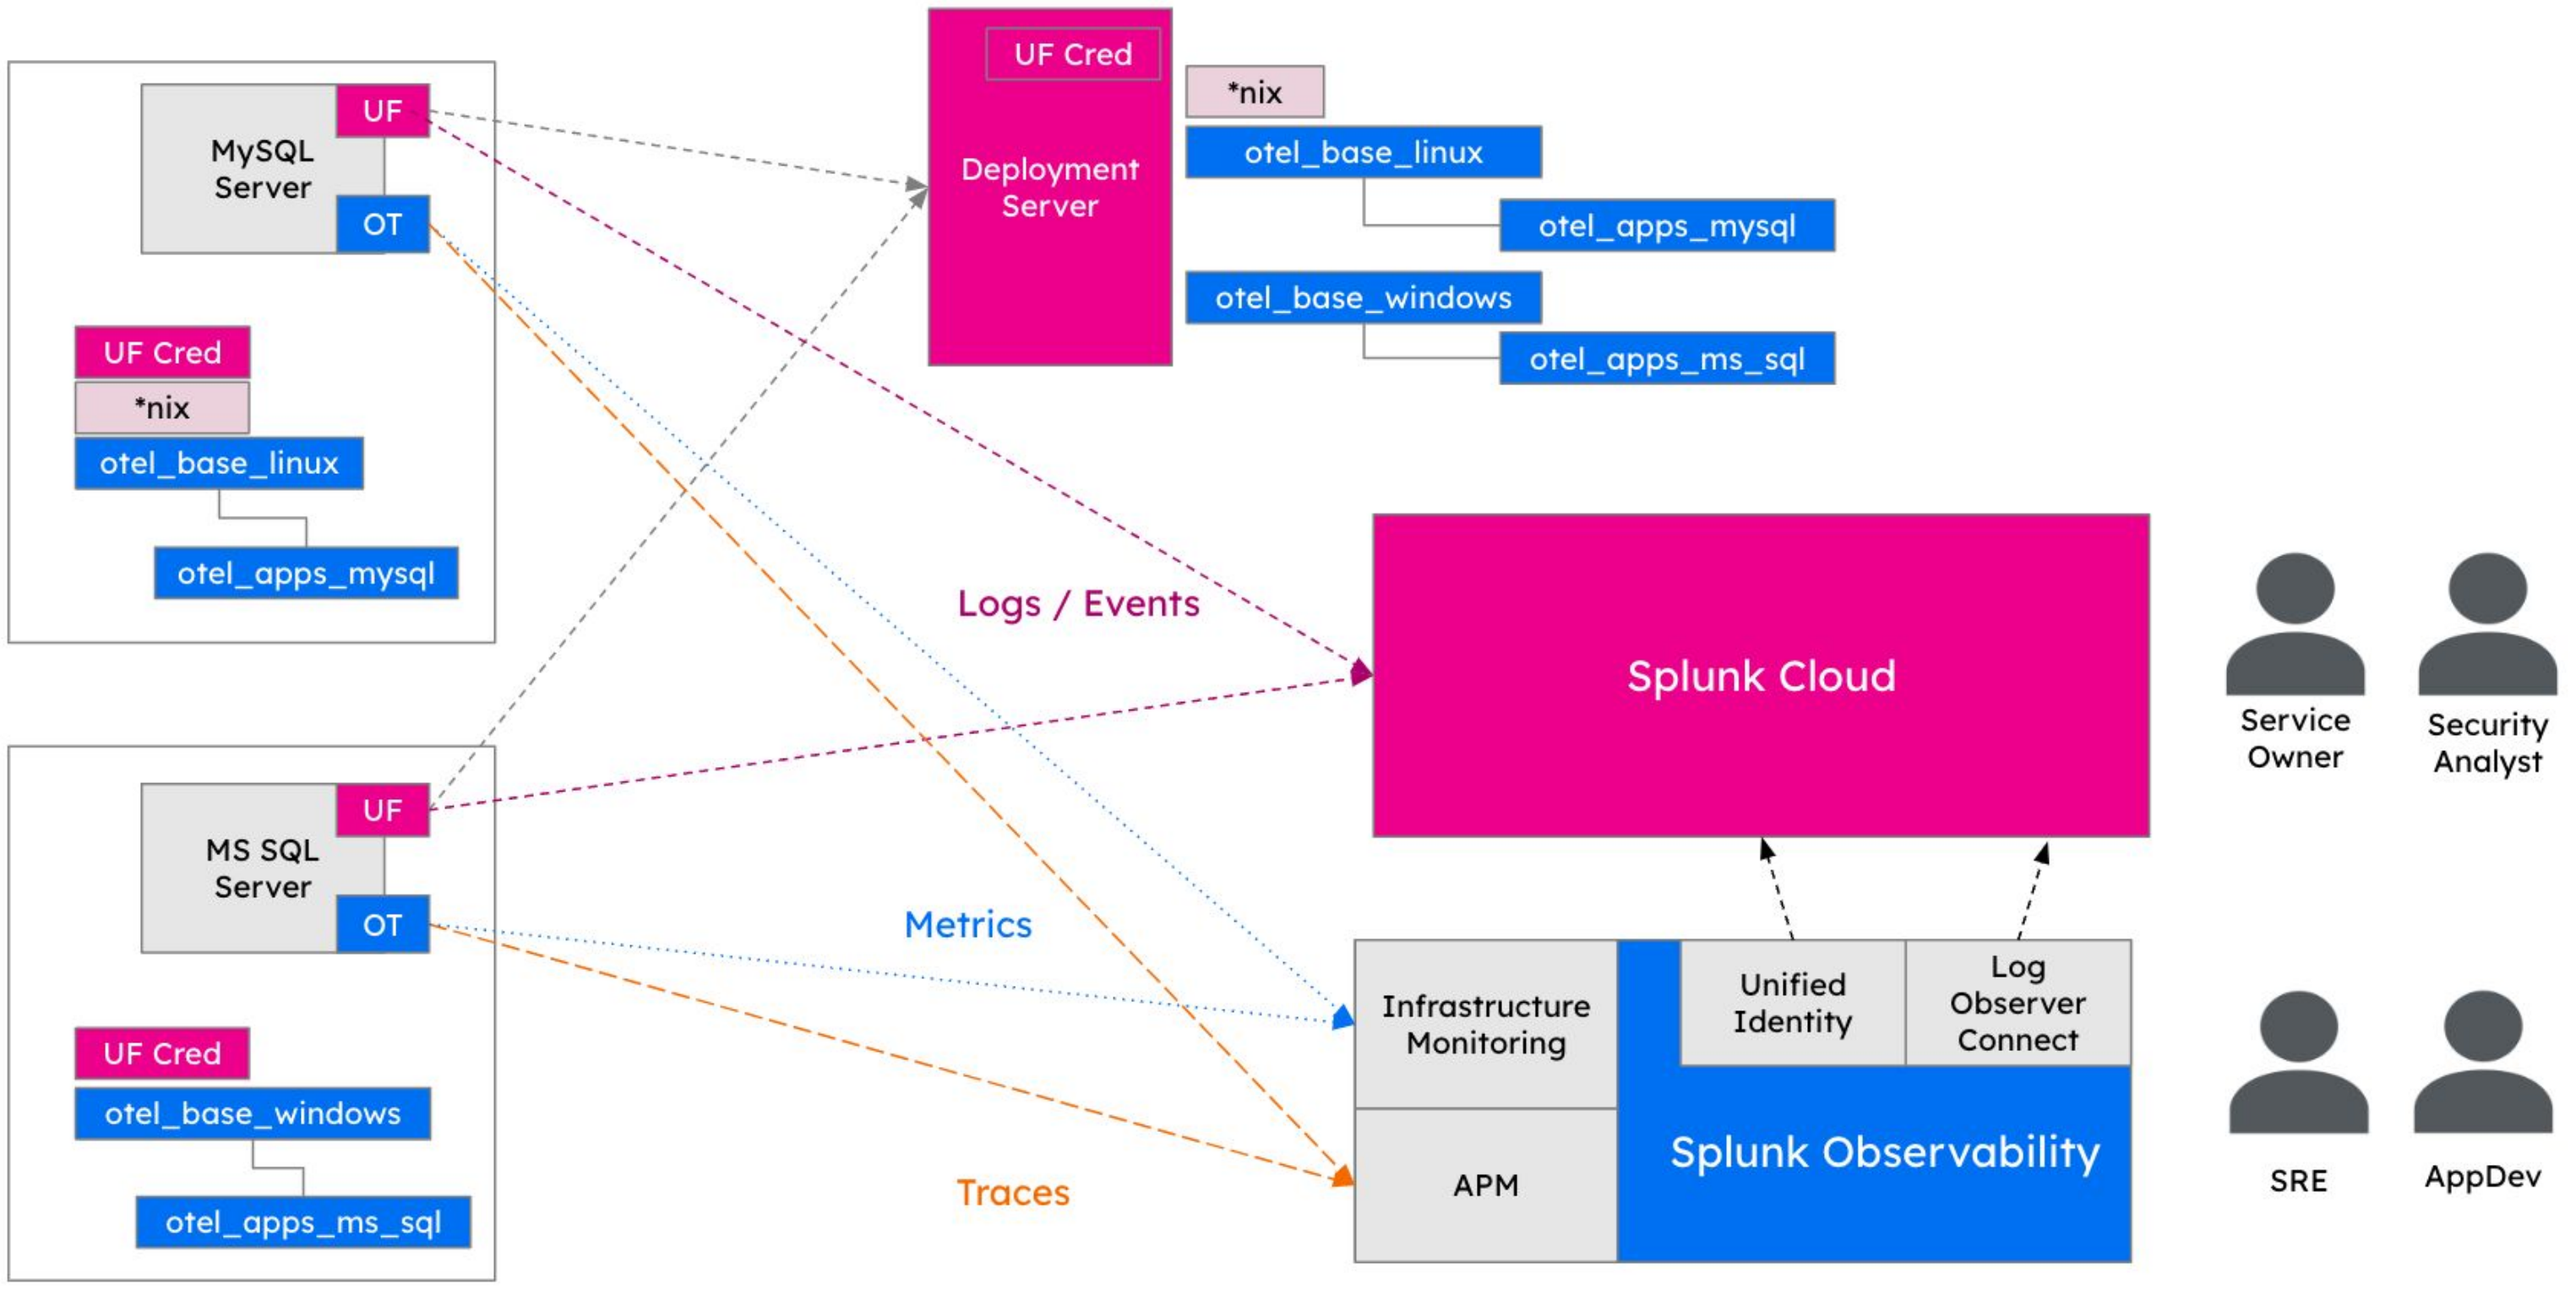 MySQL
Server
UF
OT
UF Cred
*nix
otel_base_linux
otel_apps_mysql
MS SQL
Server
UF
OT
UF Cred
otel_base_windows
otel_apps_ms_sql
UF Cred
Deployment
Server
*nix
otel_base_linux
otel_apps_mysql
otel_base_windows
otel_apps_ms_sql
Logs / Events
Metrics
Traces
Splunk Cloud
Infrastructure
Monitoring
APM
Unified
Identity
Log
Observer
Connect
Splunk Observability
Service
Owner
Security
Analyst
SRE
AppDev